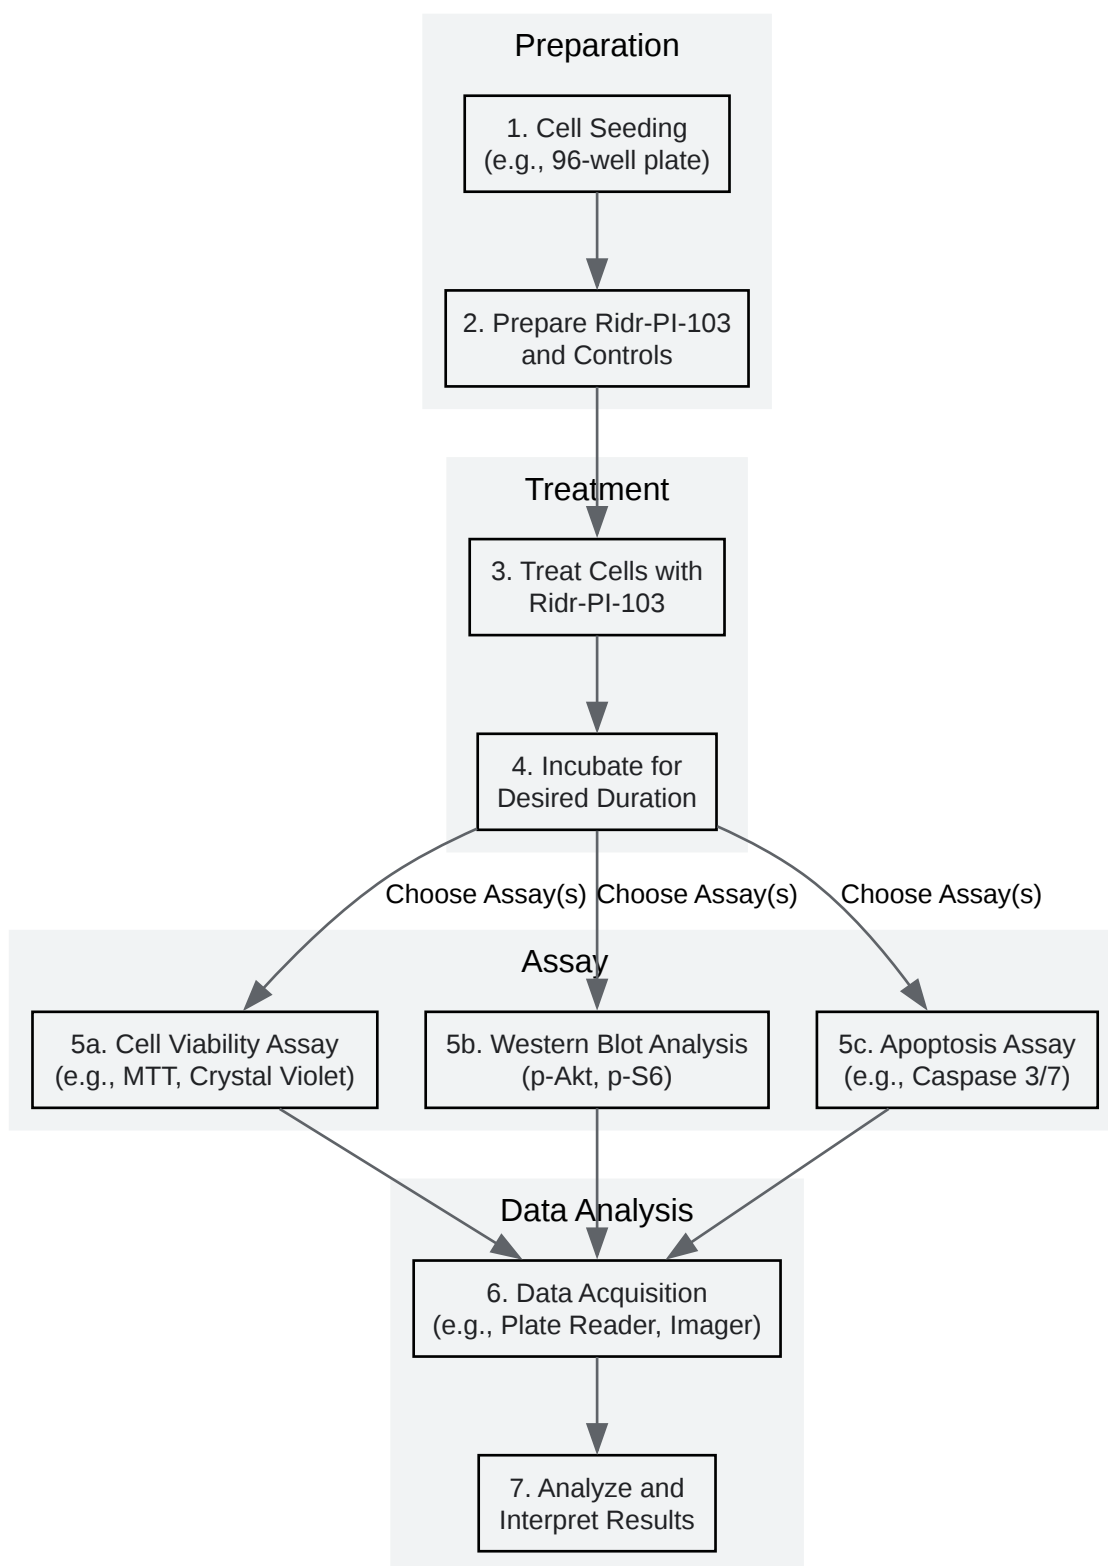 Preparation
1. Cell Seeding
(e.g., 96-well plate)
2. Prepare Ridr-PI-103
and Controls
Treatment
3. Treat Cells with
Ridr-PI-103
4. Incubate for
Desired Duration
Choose Assay(s)
Choose Assay(s)
Choose Assay(s)
Assay
5a. Cell Viability Assay
(e.g., MTT, Crystal Violet)
5b. Western Blot Analysis
(p-Akt, p-S6)
5c. Apoptosis Assay
(e.g., Caspase 3/7)
Data Analysis
6. Data Acquisition
(e.g., Plate Reader, Imager)
7. Analyze and
Interpret Results